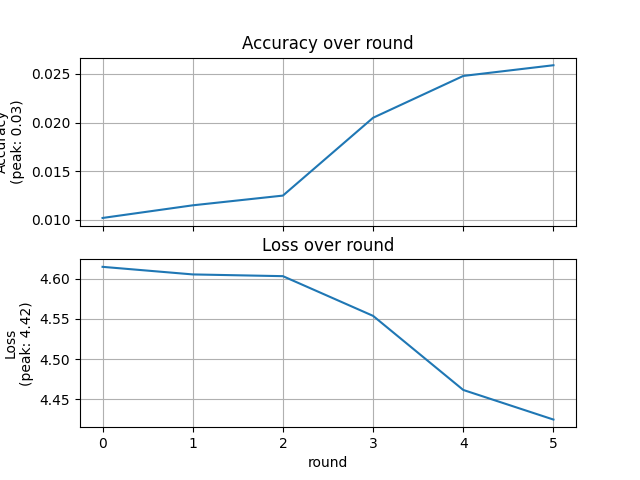 Accuracy over round
0.025
0.020
0.015
0.010
Accuracy
(peak: 0.03)
Loss over round
4.60
4.55
4.50
4.45
Loss
(peak: 4.42)
0 1 2 3 4 5
round